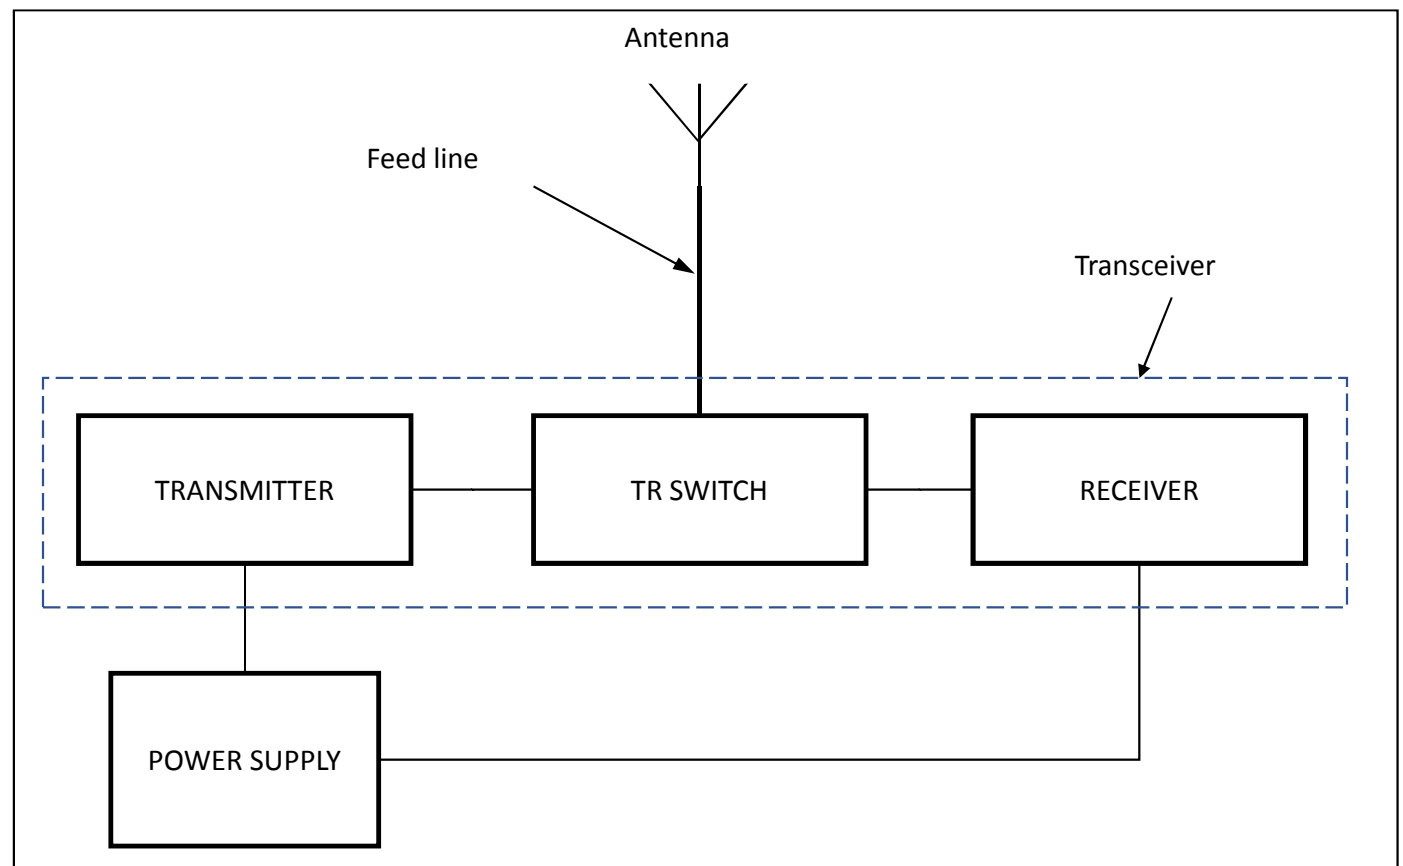 Antenna
Feed line
Transceiver
TRANSMITTER
TR SWITCH
RECEIVER
POWER SUPPLY